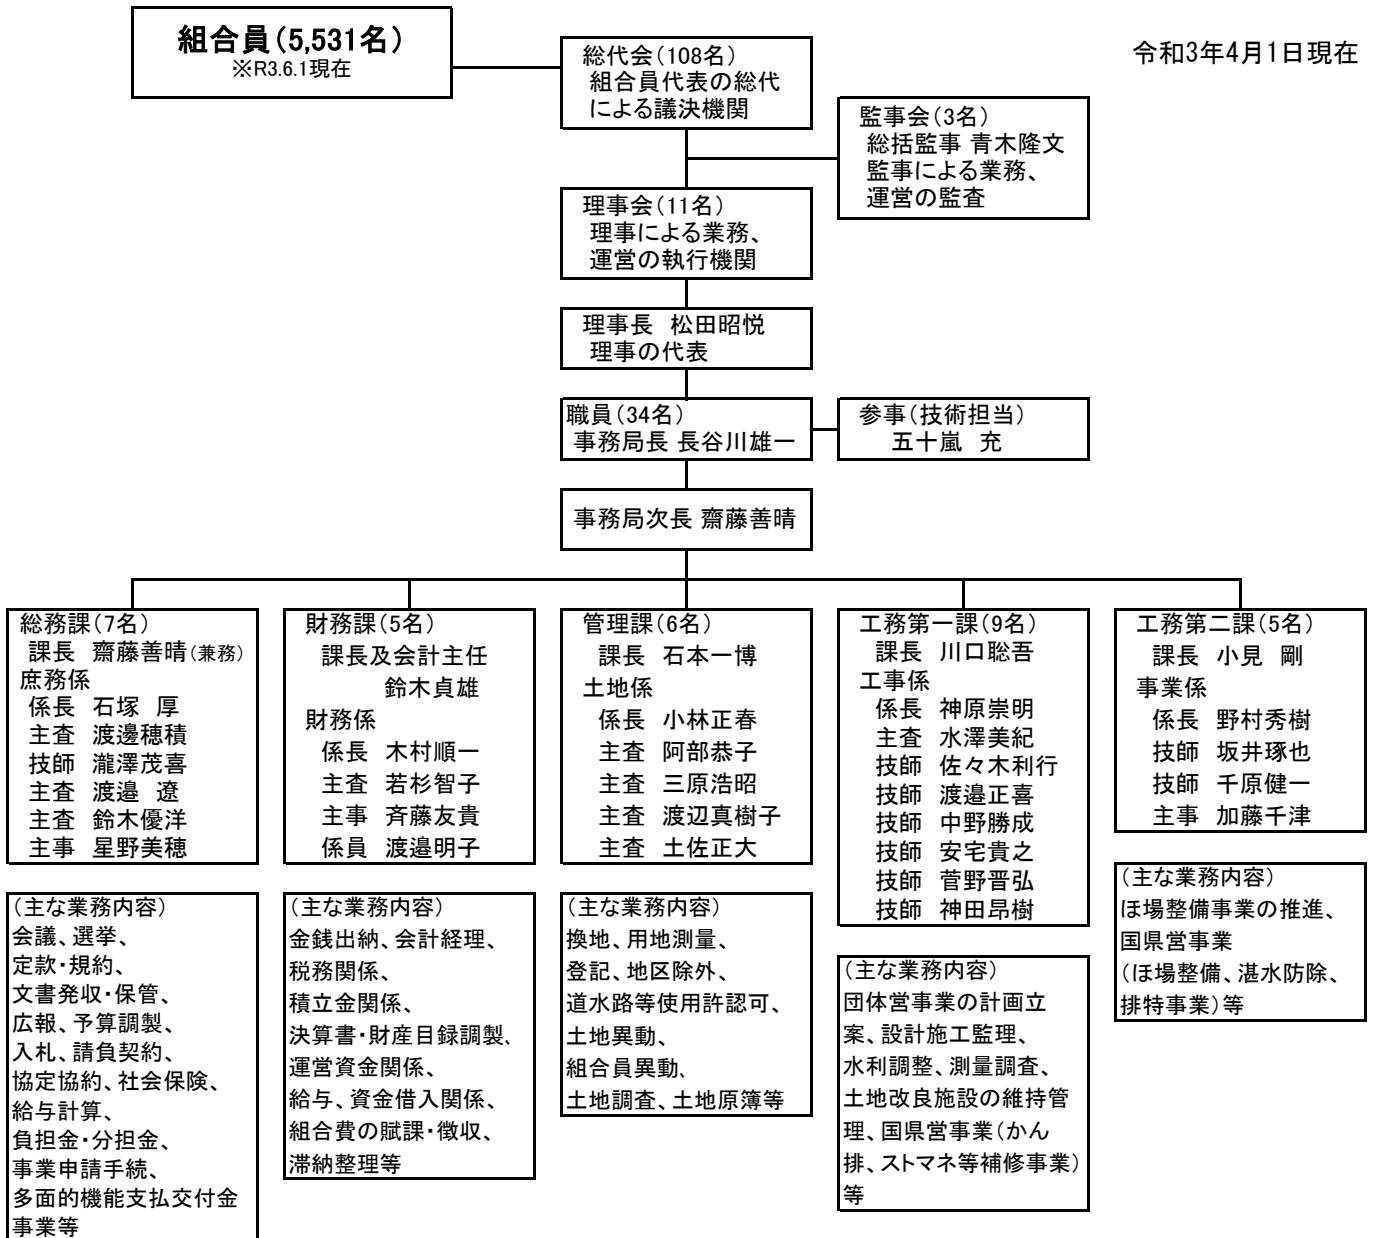 組合員(5,531名)
※R3.6.1現在
令和3年4月1日現在
総代会(108名)
組合員代表の総代
による議決機関
監事会(3名)
総括監事 青木隆文
監事による業務、
運営の監査
理事会(11名)
理事による業務、
運営の執行機関
理事長 松田昭悦
理事の代表
職員(34名)
事務局長 長谷川雄一
参事(技術担当)
五十嵐 充
事務局次長 齋藤善晴
総務課(7名)
課長 齋藤善晴(兼務)
庶務係
係長 石塚 厚
主査 渡邊穂積
技師 瀧澤茂喜
主査 渡邉 遼
主査 鈴木優洋
主事 星野美穂
財務課(5名)
課長及会計主任
鈴木貞雄
財務係
係長 木村順一
主査 若杉智子
主事 斉藤友貴
係員 渡邉明子
管理課(6名)
課長 石本一博
土地係
係長 小林正春
主査 阿部恭子
主査 三原浩昭
主査 渡辺真樹子
主査 土佐正大
工務第一課(9名)
課長 川口聡吾
工事係
係長 神原崇明
主査 水澤美紀
技師 佐々木利行
技師 渡邉正喜
技師 中野勝成
技師 安宅貴之
技師 菅野晋弘
技師 神田昂樹
工務第二課(5名)
課長 小見 剛
事業係
係長 野村秀樹
技師 坂井琢也
技師 千原健一
主事 加藤千津
(主な業務内容)
会議、選挙、
定款・規約、
文書発収・保管、
広報、予算調製、
入札、請負契約、
協定協約、社会保険、
給与計算、
負担金・分担金、
事業申請手続、
多面的機能支払交付金
事業等
(主な業務内容)
金銭出納、会計経理、
税務関係、
積立金関係、
決算書・財産目録調製、
運営資金関係、
給与、資金借入関係、
組合費の賦課・徴収、
滞納整理等
(主な業務内容)
換地、用地測量、
登記、地区除外、
道水路等使用許認可、
土地異動、
組合員異動、
土地調査、土地原簿等
(主な業務内容)
団体営事業の計画立
案、設計施工監理、
水利調整、測量調査、
土地改良施設の維持管
理、国県営事業(かん
排、ストマネ等補修事業)
等
(主な業務内容)
ほ場整備事業の推進、
国県営事業
(ほ場整備、湛水防除、
排特事業)等